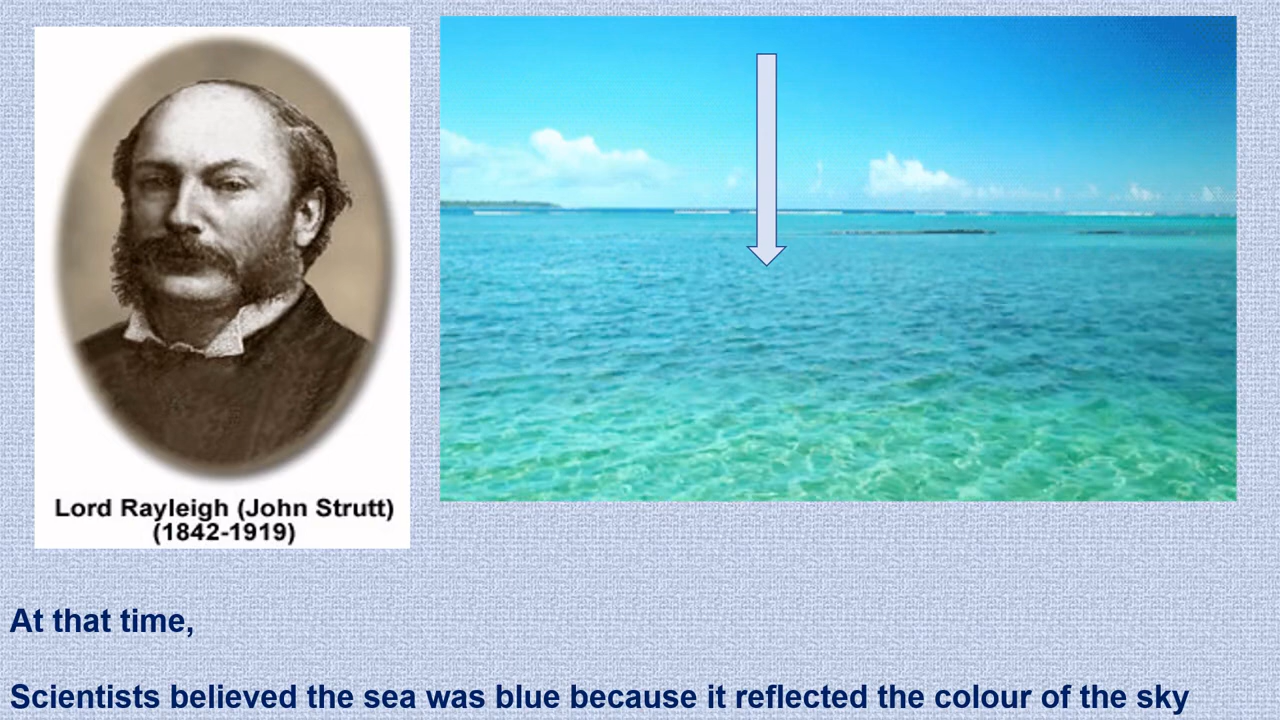 Lord Rayleigh (John Strutt)
(1842-1919)
At that time,
Scientists believed the sea was blue because it reflected the colour of the sky